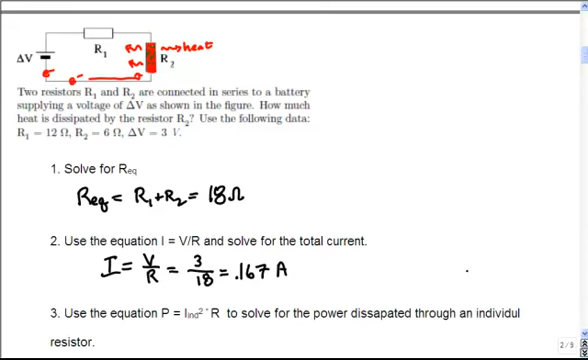 R1
ΔV
→heat
R2
Two resistors R1 and R2 are connected in series to a battery
supplying a voltage of ΔV as shown in the figure. How much
heat is dissipated by the resistor R2? Use the following data:
R1 = 12 Ω, R2 = 6 Ω, ΔV = 3 V.
1. Solve for Req
Req = R1+R2 = 18Ω
2. Use the equation I = V/R and solve for the total current.
I = V/R = 3/18 = .167 A
3. Use the equation P = Iind2 * R to solve for the power dissapated through an individul
resistor.
2/9